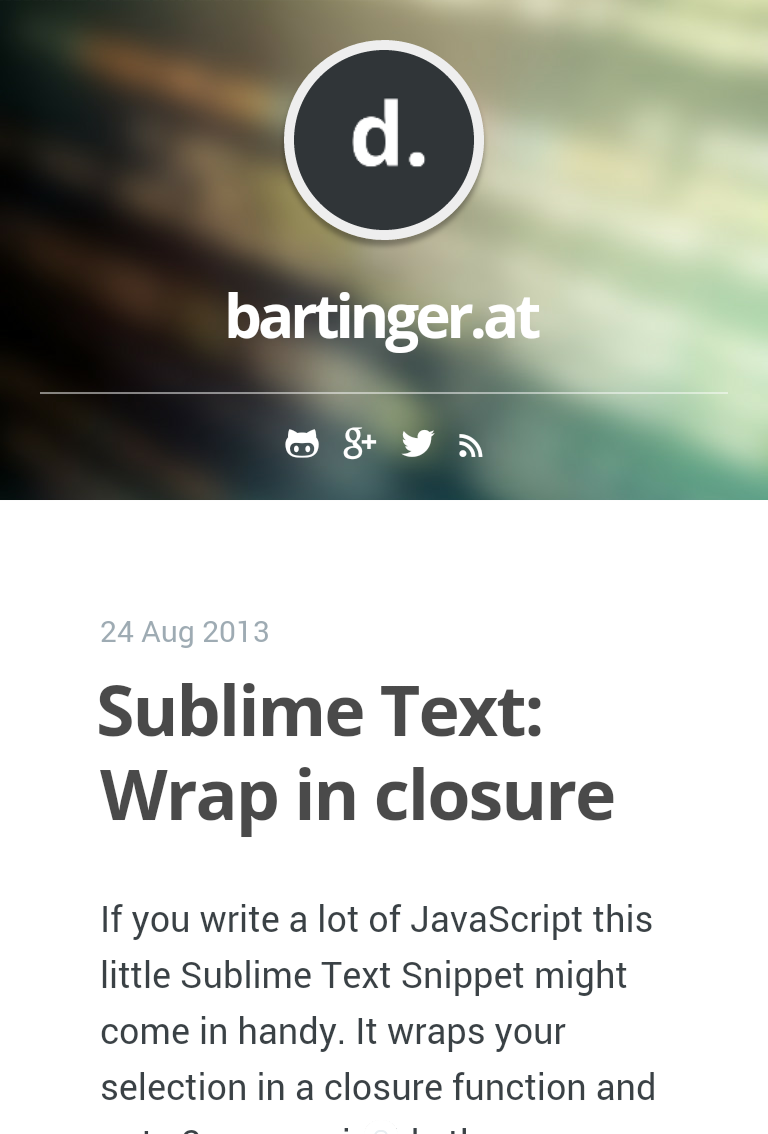 d.
bartinger.at
24 Aug 2013
Sublime Text:
Wrap in closure
If you write a lot of JavaScript this
little Sublime Text Snippet might
come in handy. It wraps your
selection in a closure function and